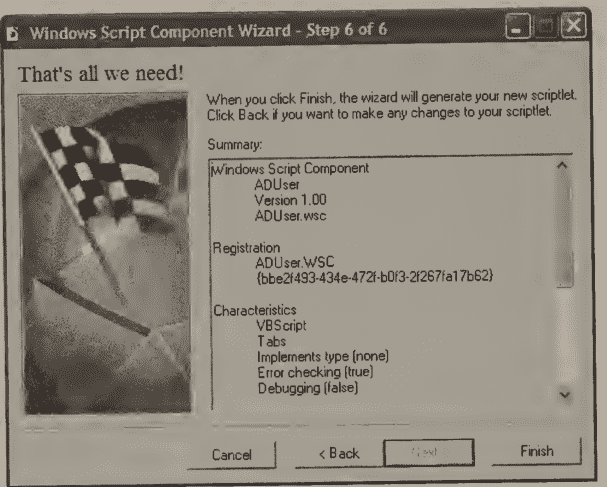 Windows Script Component Wizard - Step 6 of 6
That's all we need!
When you click Finish, the wizard will generate your new scriptlet.
Click Back if you want to make any changes to your scriptlet.
Summary:
Windows Script Component
ADUser
Version 1.00
ADUser.wsc
Registration
ADUser.WSC
{bbe2f493-434e-472f-b0f3-2f267fa17b62}
Characteristics
VBScript
Tabs
Implements type (none)
Error checking (true)
Debugging (false)
Cancel
< Back
Next
Finish